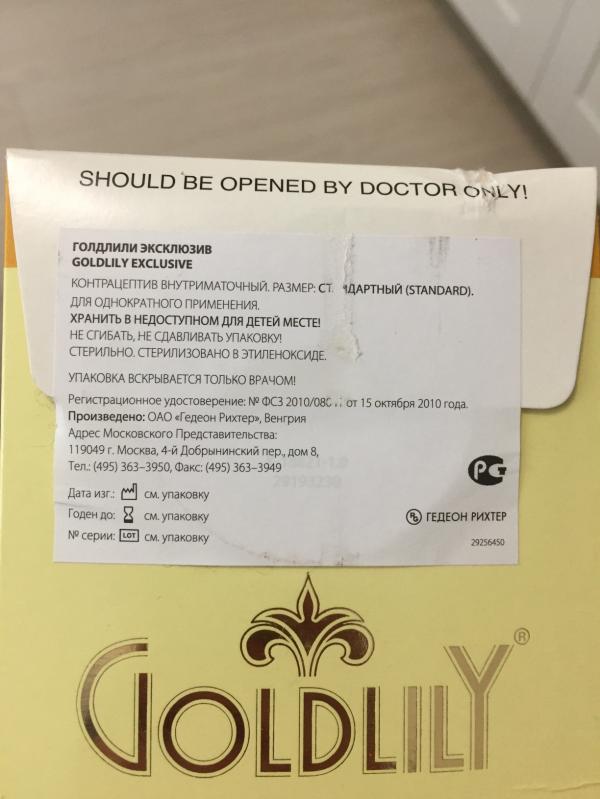 SHOULD BE OPENED BY DOCTOR ONLY!
ГОЛДЛИЛИ ЭКСКЛЮЗИВ
GOLDLILY EXCLUSIVE
КОНТРАЦЕПТИВ ВНУТРИМАТОЧНЫЙ. РАЗМЕР: СТ НДАРТНЫЙ (STANDARD).
ДЛЯ ОДНОКРАТНОГО ПРИМЕНЕНИЯ.
ХРАНИТЬ В НЕДОСТУПНОМ ДЛЯ ДЕТЕЙ МЕСТЕ!
НЕ СГИБАТЬ, НЕ СДАВЛИВАТЬ УПАКОВКУ!
СТЕРИЛЬНО. СТЕРИЛИЗОВАНО В ЭТИЛЕНОКСИДЕ.
УПАКОВКА ВСКРЫВАЕТСЯ ТОЛЬКО ВРАЧОМ!
Регистрационное удостоверение: № ФСЗ от 15 октября 2010 года.
Произведено: ОАО «Гедеон Рихтер», Венгрия
Адрес Московского Представительства:
119049 г. Москва, 4-й Добрынинский пер., дом 8,
Тел.: (495) 363–3950, Факс: (495) 363–3949
Дата изг.: см. упаковку
Годен до: см. упаковку
№ серии: LOT см. упаковку
РСТ
ГЕДЕОН РИХТЕР
29256450
GOLDLILY®